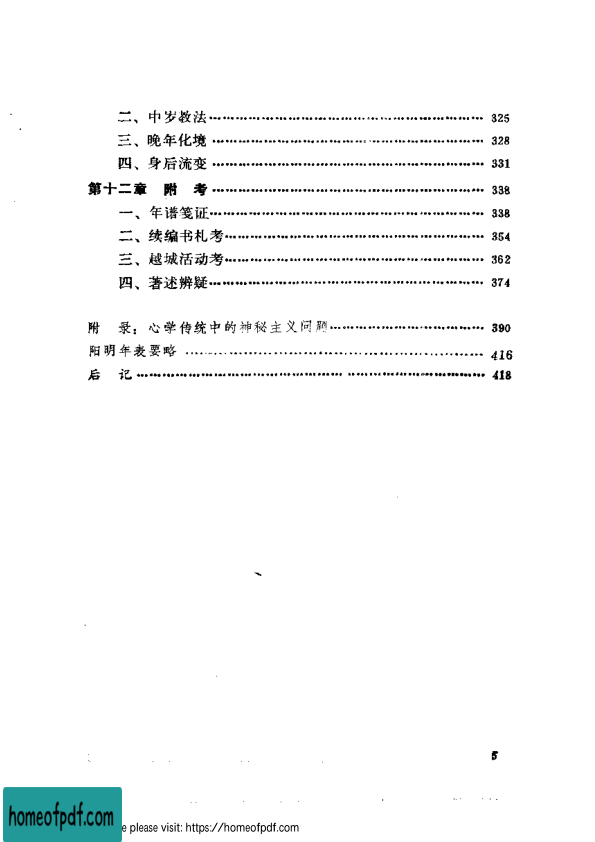 二、中岁教法 …… 325
三、晚年化境 …… 328
四、身后流变 …… 331
第十二章 附 考 …… 338
一、年谱笺证 …… 338
二、续编书札考 …… 354
三、越城活动考 …… 362
四、著述辨疑 …… 374
附 录：心学传统中的神秘主义问题 …… 390
阳明年表要略 …… 416
后 记 …… 418
5
homeofpdf.com
e please visit: https://homeofpdf.com